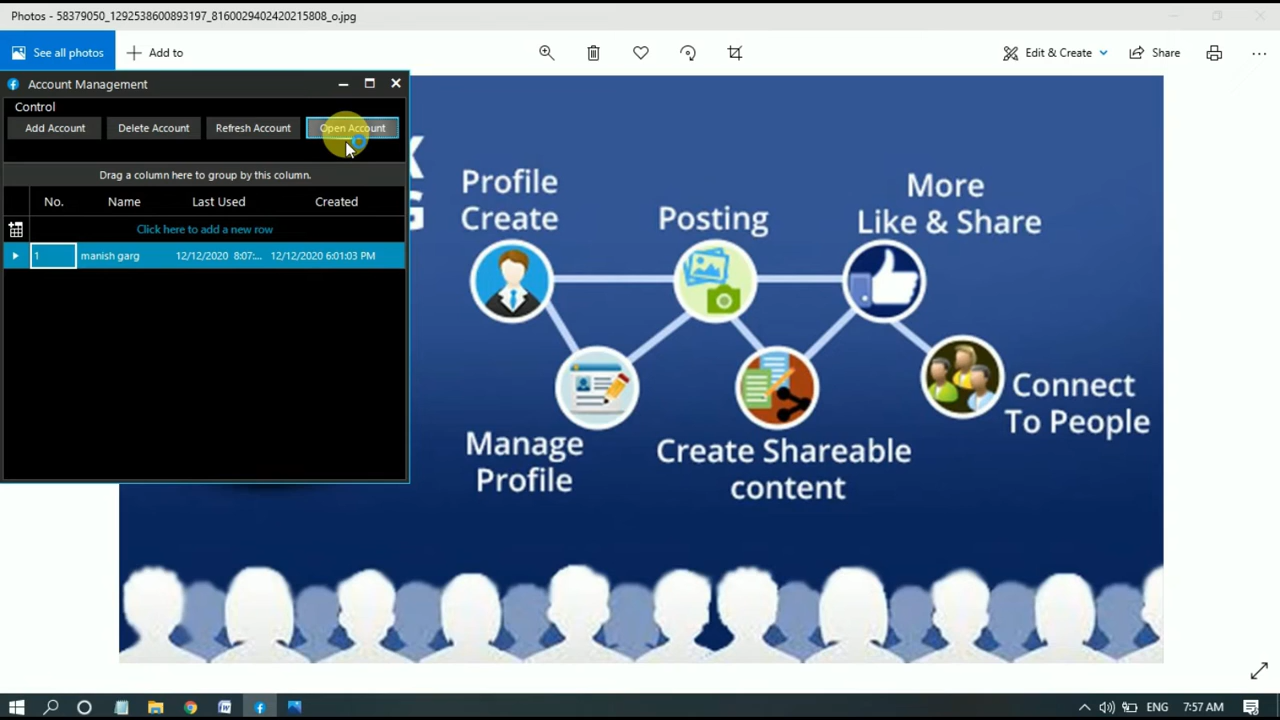 Photos - 58379050_1292538600893197_8160029402420215808_o.jpg
See all photos
Add to
Edit & Create
Share
Account Management
Control
Add Account
Delete Account
Refresh Account
Open Account
Drag a column here to group by this column.
No. Name Last Used Created
Click here to add a new row
1 manish garg 12/12/2020 8:07:... 12/12/2020 6:01:03 PM
Profile
Create
Posting
More
Like & Share
Manage
Profile
Create Shareable
content
Connect
To People
ENG
7:57 AM